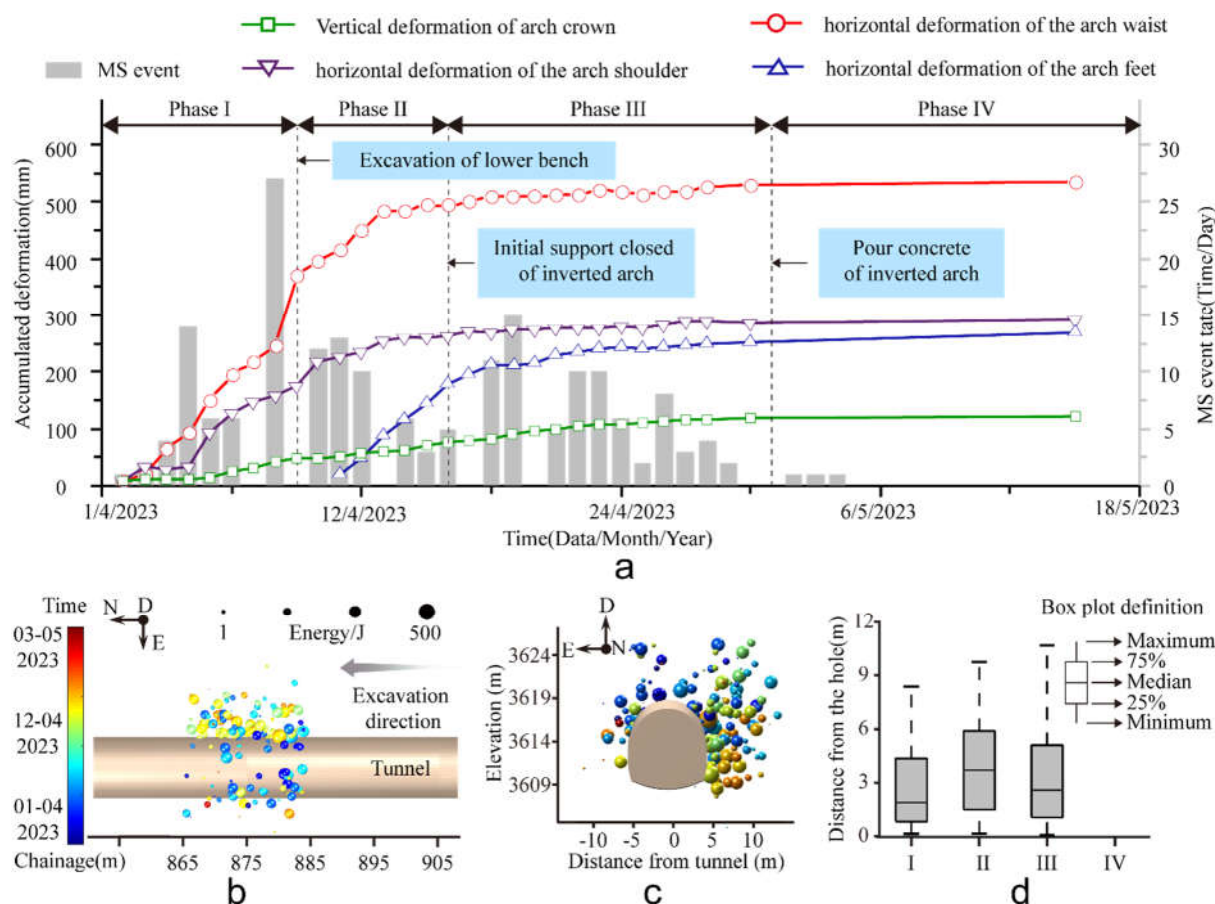 Vertical deformation of arch crown
horizontal deformation of the arch waist
MS event
horizontal deformation of the arch shoulder
horizontal deformation of the arch feet
Phase I
Phase II
Phase III
Phase IV
600
500
400
300
200
100
0
Accumulated deformation(mm)
30
25
20
15
10
5
0
MS event tate(Time/Day)
Excavation of lower bench
Initial support closed
of inverted arch
Pour concrete
of inverted arch
1/4/2023
12/4/2023
24/4/2023
6/5/2023
18/5/2023
Time(Data/Month/Year)
a
Time
03-05
2023
12-04
2023
01-04
2023
N
D
E
1
Energy/J
500
Excavation
direction
Tunnel
Chainage(m)
865
875
885
895
905
b
D
E
N
3624
3619
3614
3609
Elevation (m)
-10
-5
0
5
10
Distance from tunnel (m)
c
12
9
6
3
0
Distance from the hole(m)
Box plot definition
Maximum
75%
Median
25%
Minimum
I
II
III
IV
d